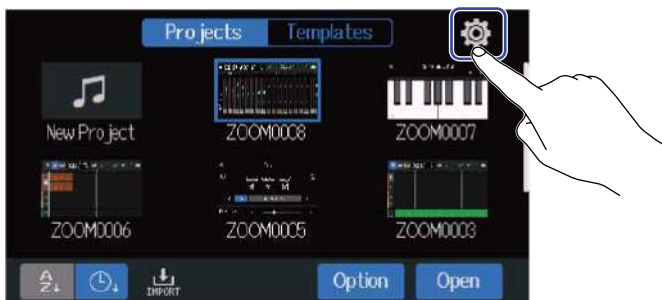 Projects Templates
New Project ZOOM0008 ZOOM0007
ZOOM0006 ZOOM0005 ZOOM0003
A Z IMPORT Option Open